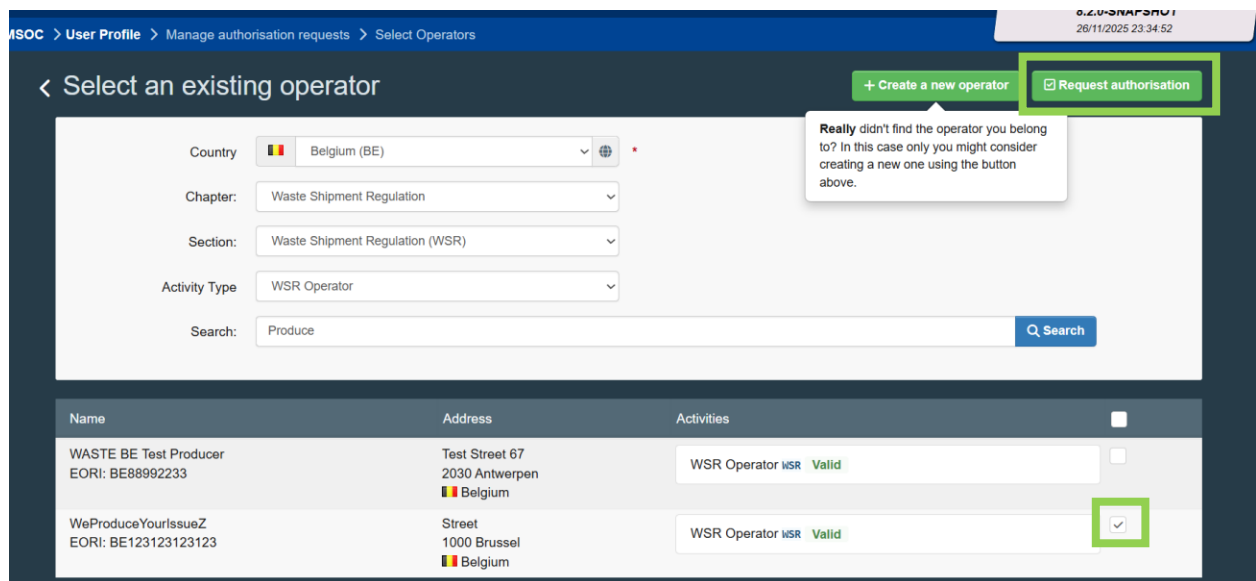 8.2.0-SNAPSHOT
26/11/2025 23:34:52
MSOC > User Profile > Manage authorisation requests > Select Operators
Select an existing operator
+ Create a new operator
Request authorisation
Really didn't find the operator you belong
to? In this case only you might consider
creating a new one using the button
above.
Country Belgium (BE) *
Chapter: Waste Shipment Regulation
Section: Waste Shipment Regulation (WSR)
Activity Type WSR Operator
Search: Produce Search
Name Address Activities
WASTE BE Test Producer Test Street 67
EORI: BE88992233 2030 Antwerpen WSR Operator WSR Valid
Belgium
WeProduceYourIssueZ Street
EORI: BE123123123123 1000 Brussel WSR Operator WSR Valid
Belgium